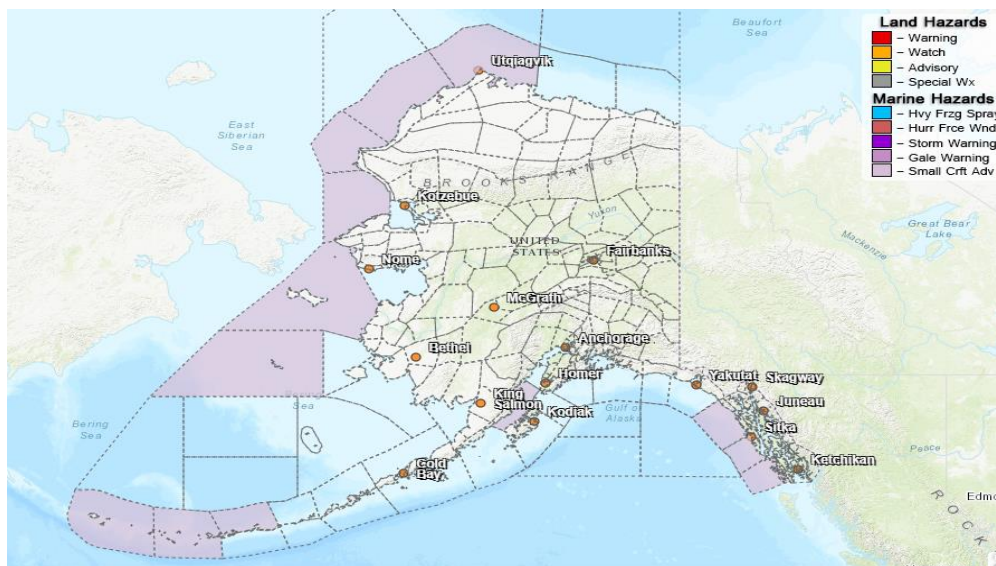 Beaufort
Sea
Land Hazards
– Warning
– Watch
– Advisory
– Special Wx
Marine Hazards
– Hvy Frzg Spray
– Hurr Frce Wnd
– Storm Warning
– Gale Warning
– Small Crft Adv
Utqiagvik
East
Siberian
Sea
BROOKS RANGE
Kotzebue
Yukon
Great Bear
Lake
Mackenzie
UNITED
STATES
Fairbanks
Nome
McGrath
Anchorage
Bethel
Homer
Yakutat
Skagway
King
Salmon
Sea
Kodiak
Gulf of
Alaska
Juneau
Sitka
Bering
Sea
Peace
Gold
Bay
Ketchikan
Edmo
ROCK